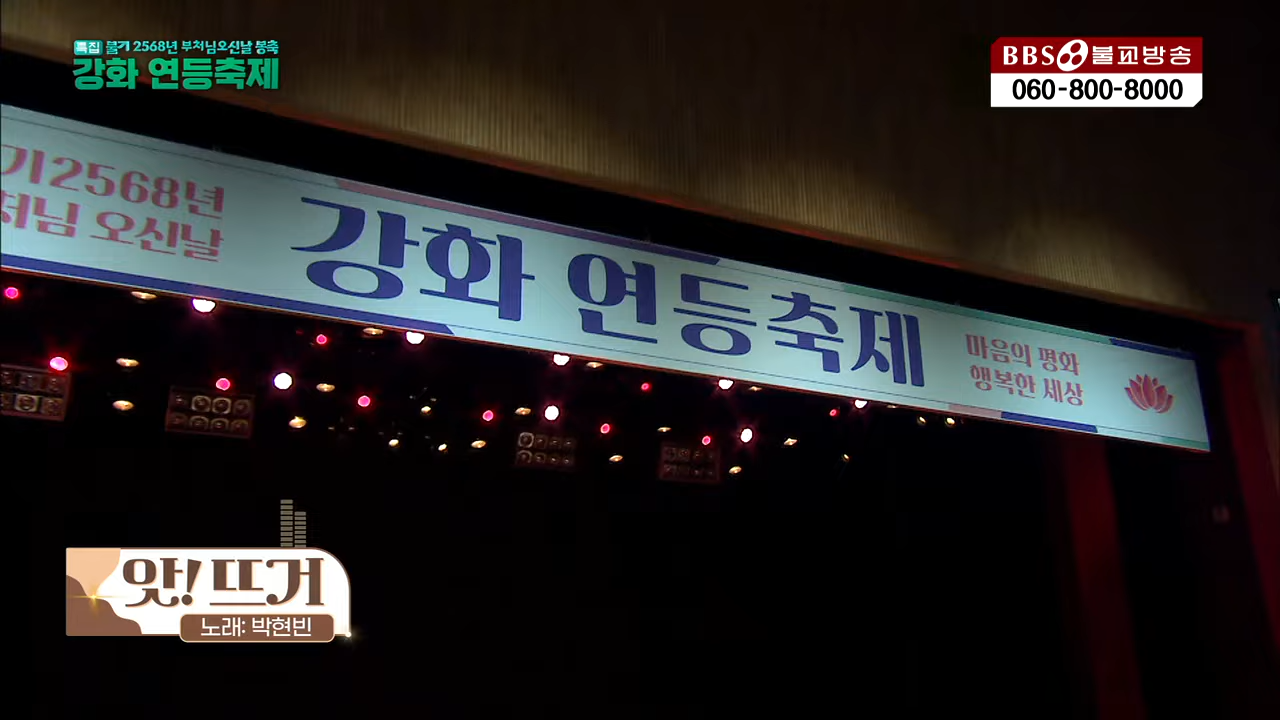 특집 불기 2568년 부처님오신날 봉축
강화 연등축제
BBS 불교방송
060-800-8000
기2568년
처님 오신날
강화 연등축제
마음의 평화
행복한 세상
앗! 뜨거
노래: 박현빈